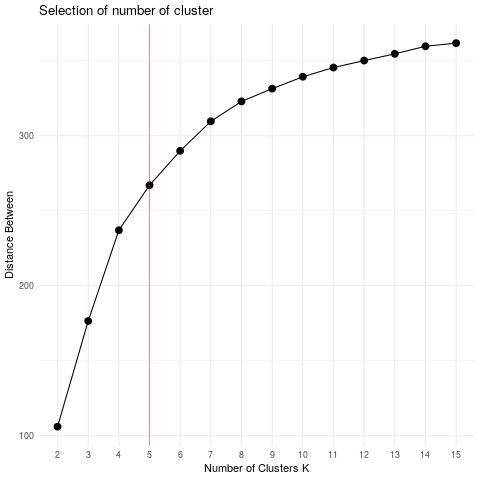 Selection of number of cluster
300
200
100
Distance Between
2 3 4 5 6 7 8 9 10 11 12 13 14 15
Number of Clusters K